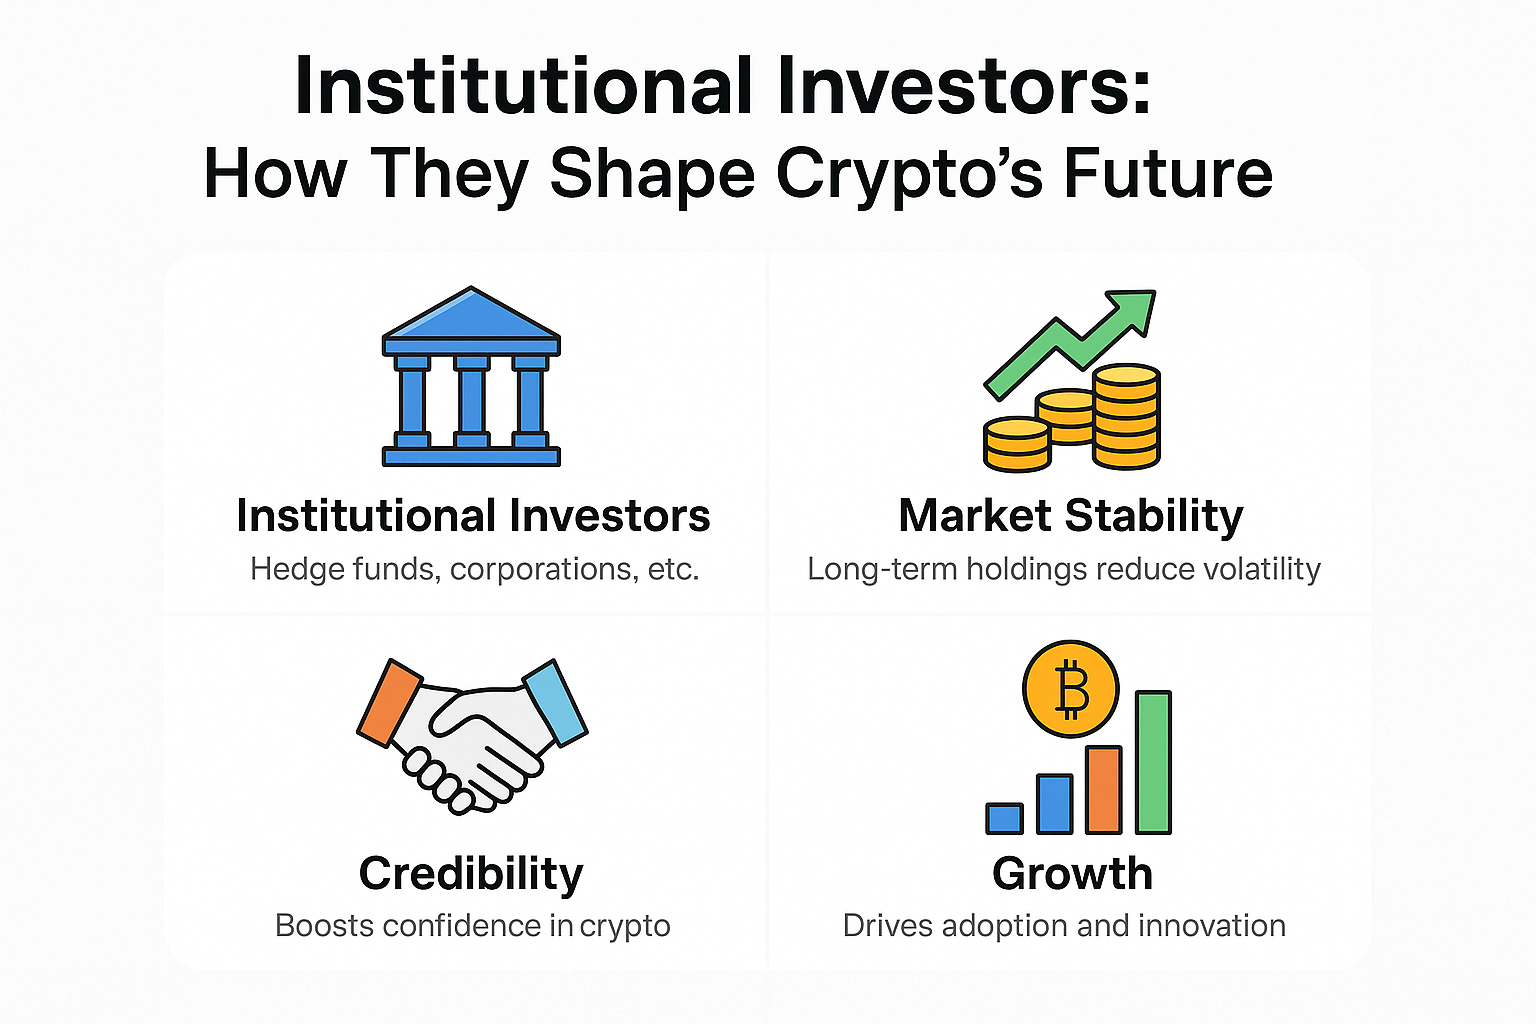 Institutional Investors:
How They Shape Crypto’s Future
Institutional Investors
Hedge funds, corporations, etc.
Market Stability
Long-term holdings reduce volatility
Credibility
Boosts confidence in crypto
Growth
Drives adoption and innovation